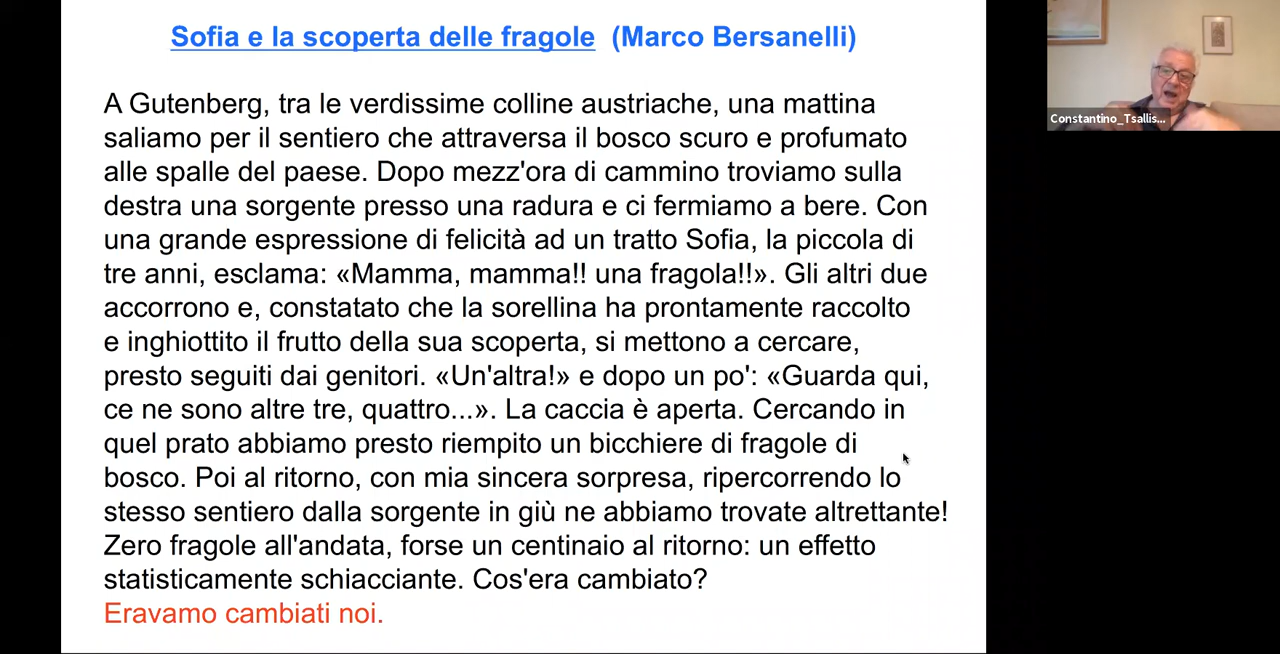 Sofia e la scoperta delle fragole (Marco Bersanelli)
A Gutenberg, tra le verdissime colline austriache, una mattina
saliamo per il sentiero che attraversa il bosco scuro e profumato
alle spalle del paese. Dopo mezz'ora di cammino troviamo sulla
destra una sorgente presso una radura e ci fermiamo a bere. Con
una grande espressione di felicità ad un tratto Sofia, la piccola di
tre anni, esclama: «Mamma, mamma!! una fragola!!». Gli altri due
accorrono e, constatato che la sorellina ha prontamente raccolto
e inghiottito il frutto della sua scoperta, si mettono a cercare,
presto seguiti dai genitori. «Un'altra!» e dopo un po': «Guarda qui,
ce ne sono altre tre, quattro...». La caccia è aperta. Cercando in
quel prato abbiamo presto riempito un bicchiere di fragole di
bosco. Poi al ritorno, con mia sincera sorpresa, ripercorrendo lo
stesso sentiero dalla sorgente in giù ne abbiamo trovate altrettante!
Zero fragole all'andata, forse un centinaio al ritorno: un effetto
statisticamente schiacciante. Cos'era cambiato?
Eravamo cambiati noi.
Constantino_Tsallis...